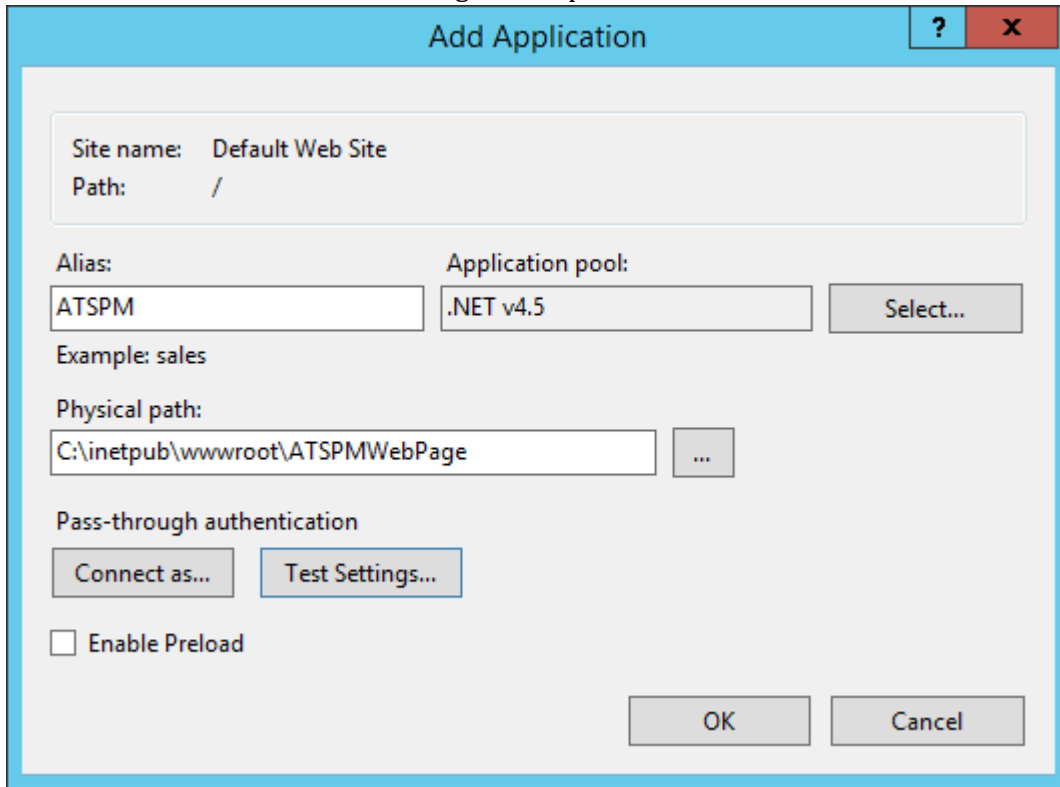 Add Application
?
x
Site name: Default Web Site
Path: /
Alias: Application pool:
ATSPM .NET v4.5 Select...
Example: sales
Physical path:
C:\inetpub\wwwroot\ATSPMWebPage ...
Pass-through authentication
Connect as... Test Settings...
Enable Preload
OK Cancel